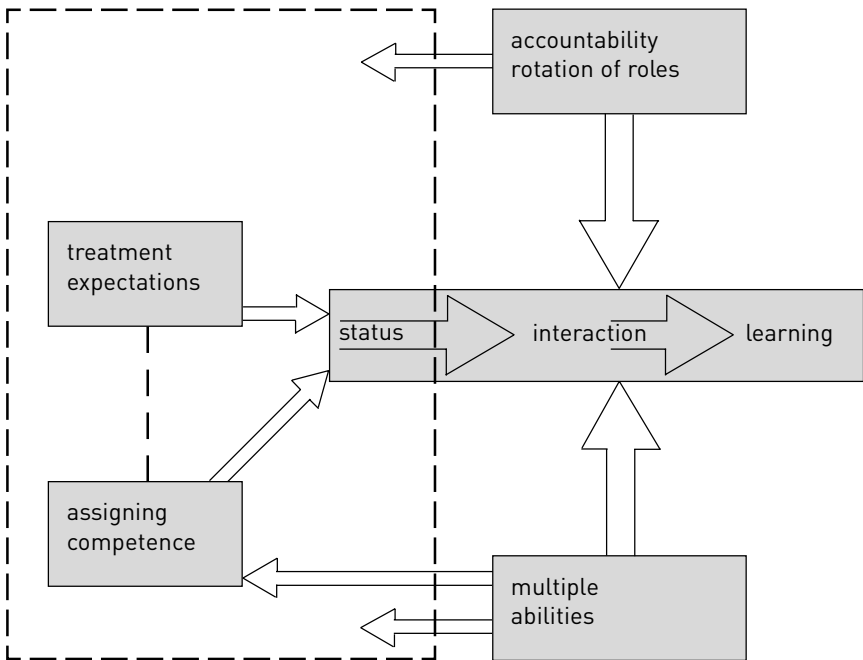 accountability
rotation of roles
treatment
expectations
status interaction learning
assigning
competence
multiple
abilities